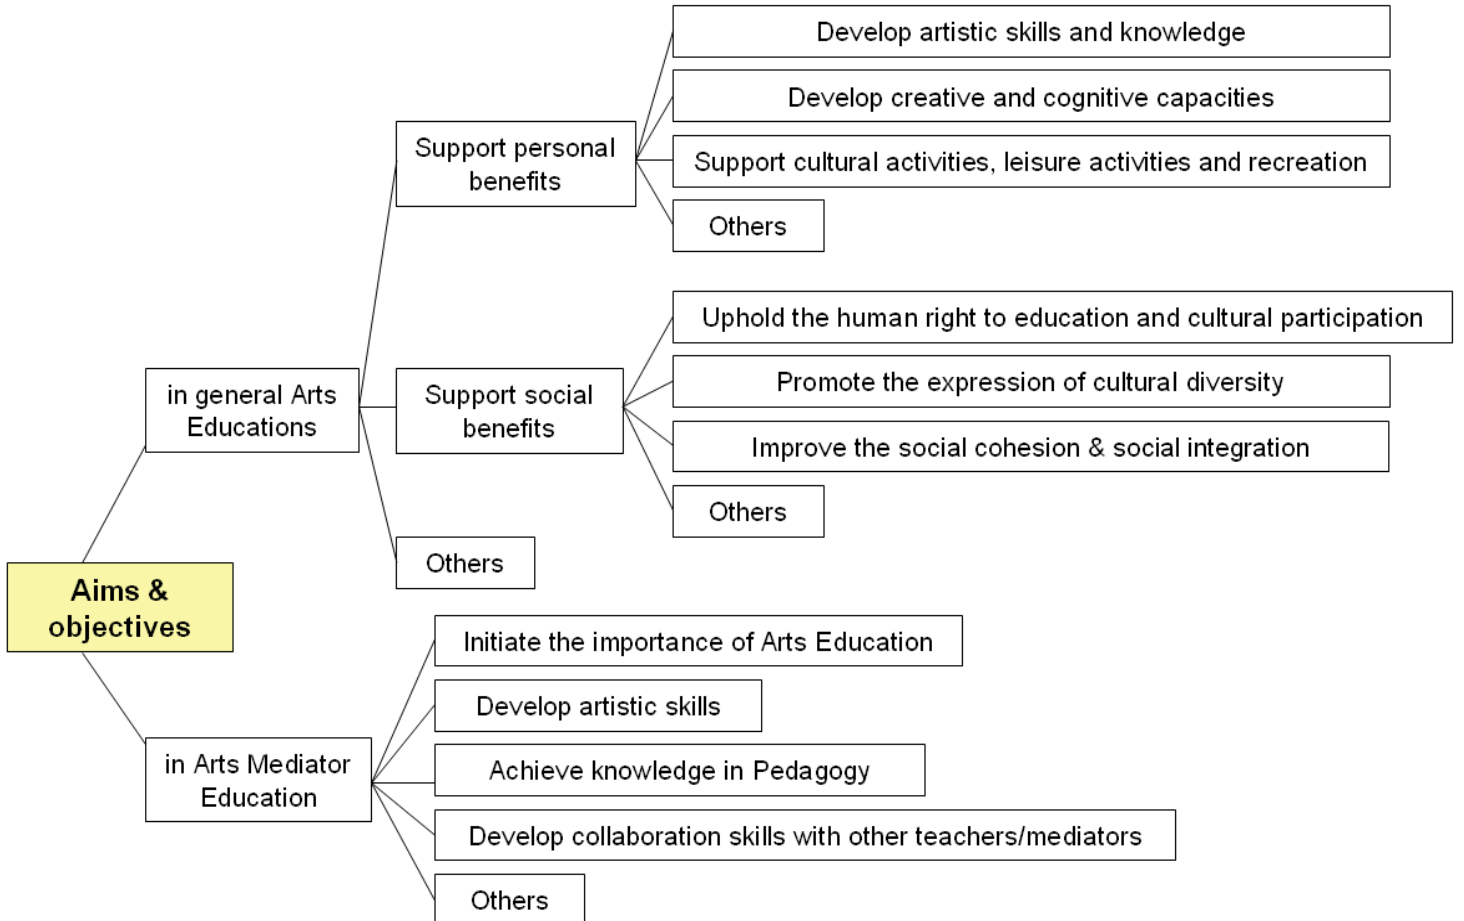 Develop artistic skills and knowledge
Develop creative and cognitive capacities
Support personal
benefits
Support cultural activities, leisure activities and recreation
Others
Uphold the human right to education and cultural participation
Promote the expression of cultural diversity
in general Arts
Educations
Support social
benefits
Improve the social cohesion & social integration
Others
Others
Aims &
objectives
Initiate the importance of Arts Education
Develop artistic skills
in Arts Mediator
Education
Achieve knowledge in Pedagogy
Develop collaboration skills with other teachers/mediators
Others